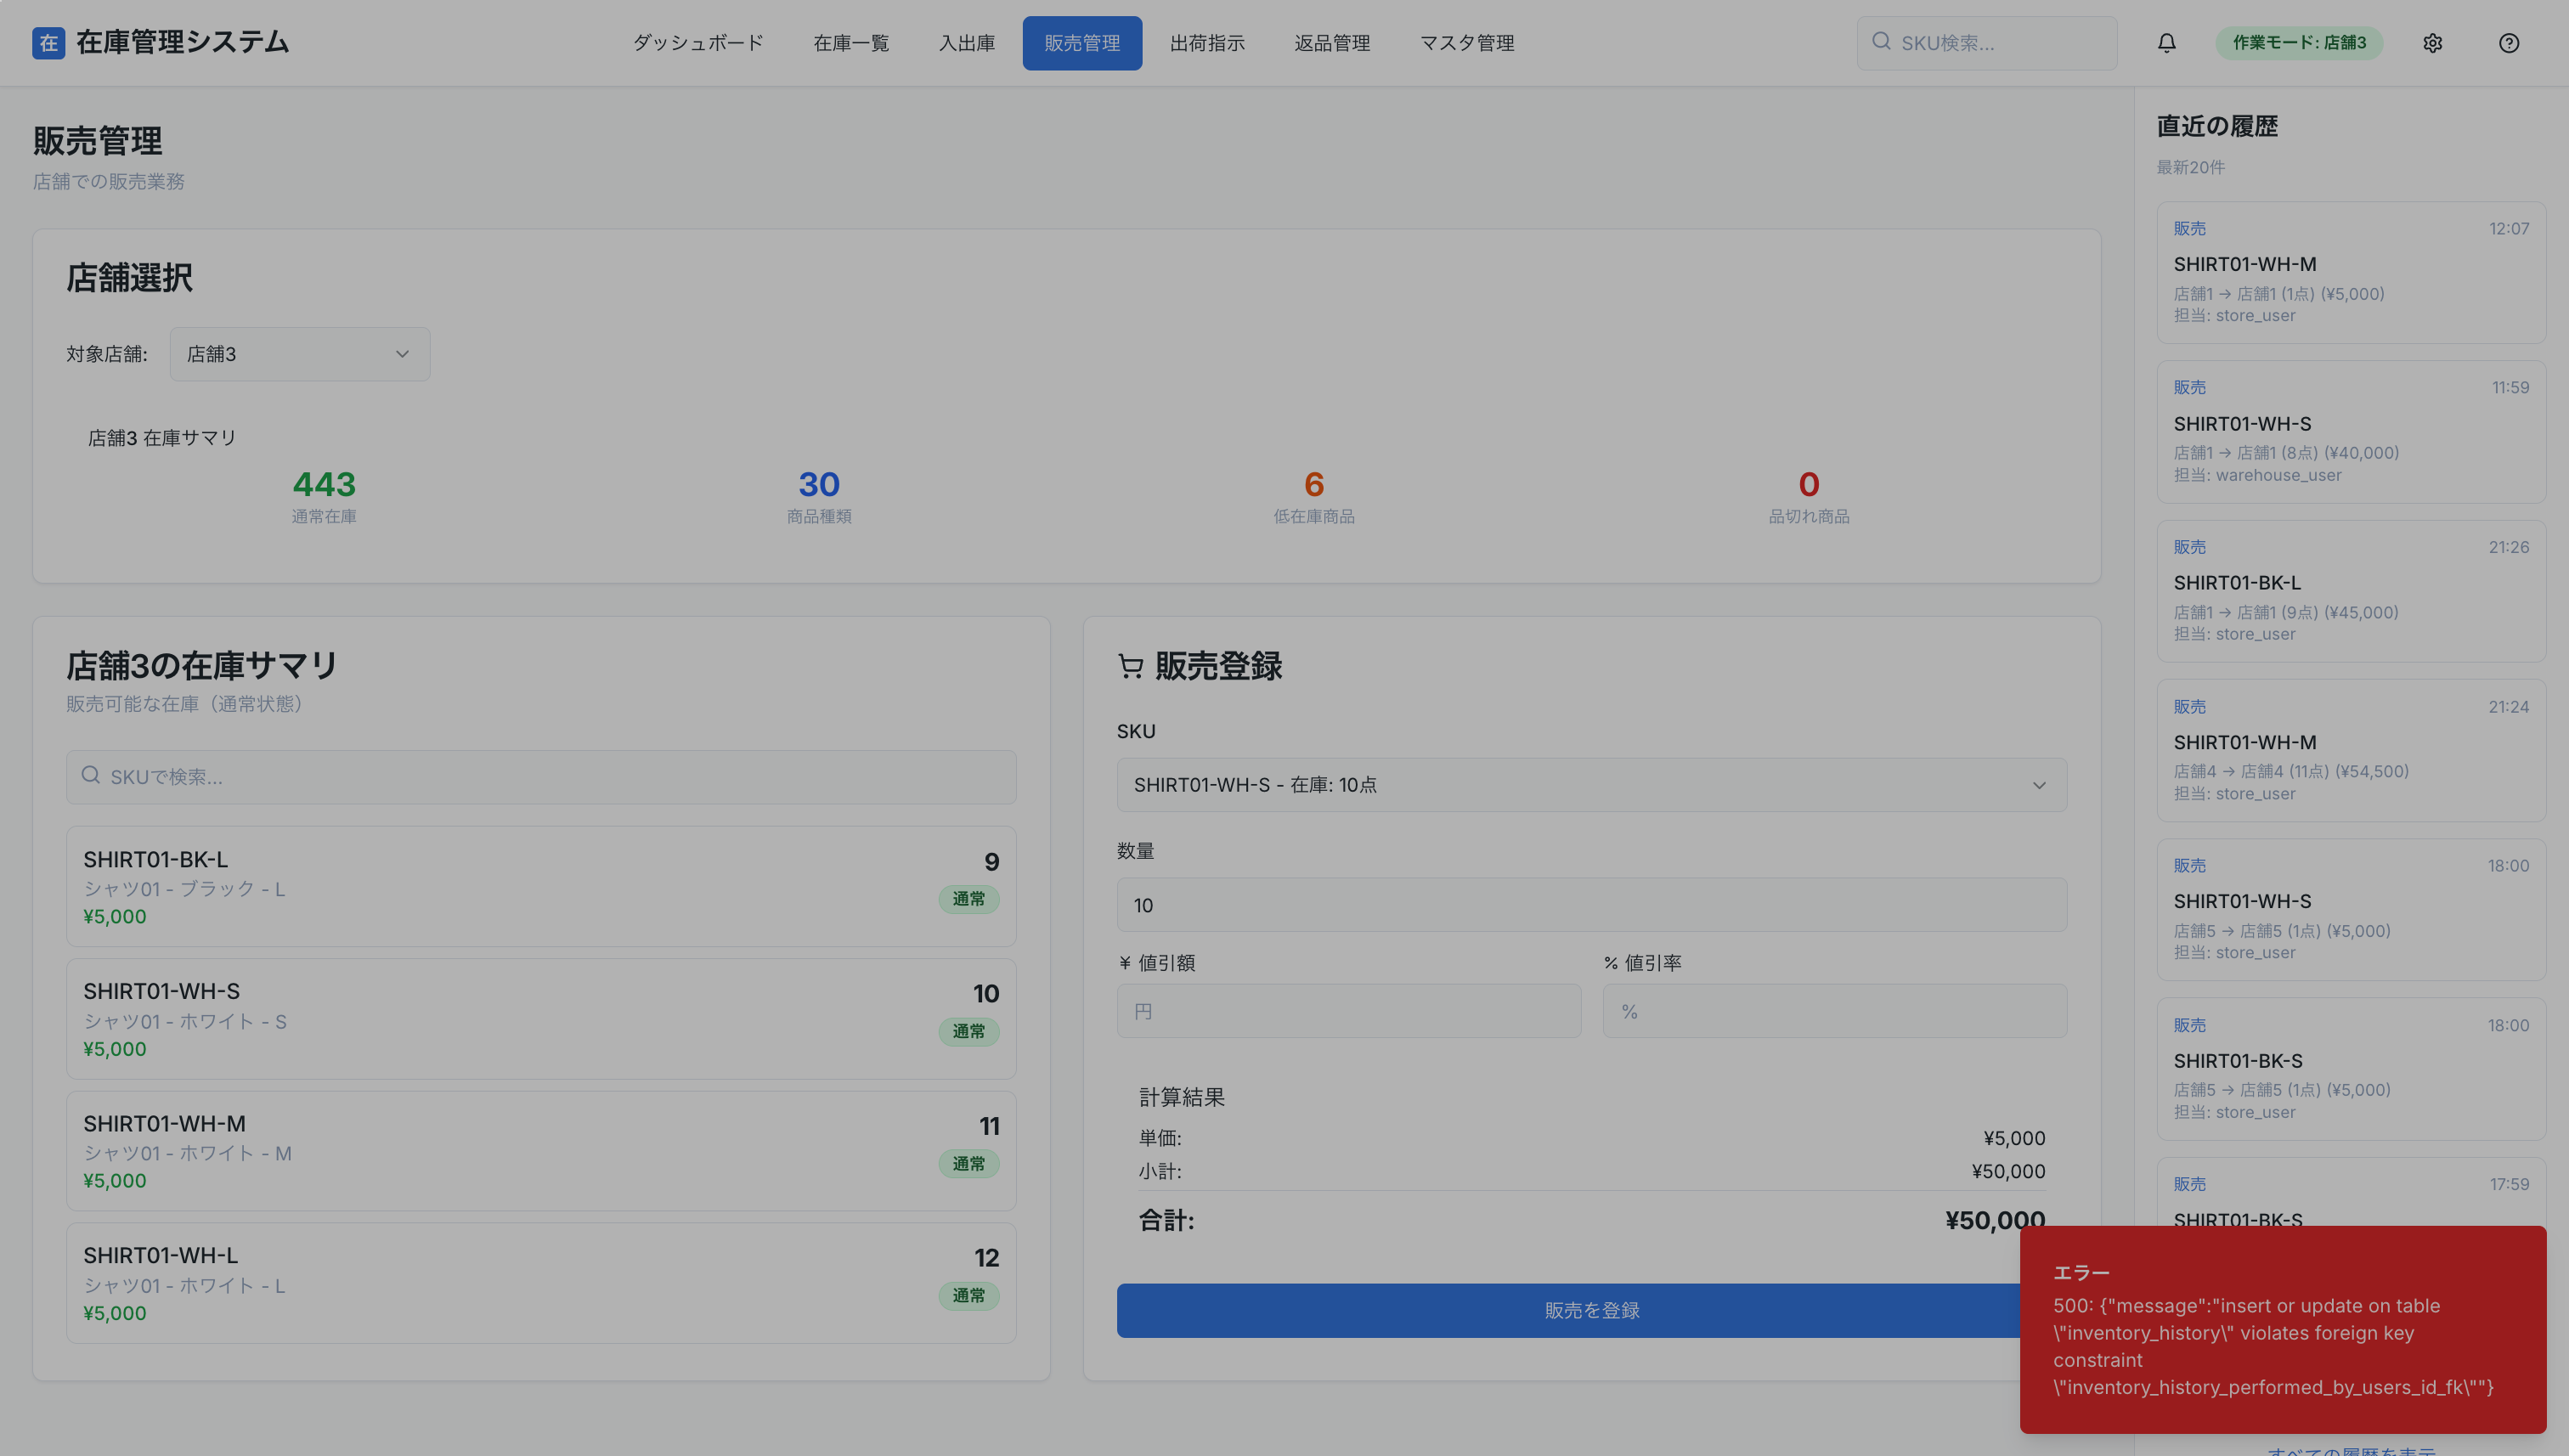 在 在庫管理システム
ダッシュボード 在庫一覧 入出庫 販売管理 出荷指示 返品管理 マスタ管理
SKU検索...
作業モード: 店舗3
販売管理
店舗での販売業務
店舗選択
対象店舗: 店舗3
店舗3 在庫サマリ
443 30 6 0
通常在庫 商品種類 低在庫商品 品切れ商品
店舗3の在庫サマリ
販売可能な在庫（通常状態）
SKUで検索...
SHIRT01-BK-L 9
シャツ01 - ブラック - L 通常
¥5,000
SHIRT01-WH-S 10
シャツ01 - ホワイト - S 通常
¥5,000
SHIRT01-WH-M 11
シャツ01 - ホワイト - M 通常
¥5,000
SHIRT01-WH-L 12
シャツ01 - ホワイト - L 通常
¥5,000
販売登録
SKU
SHIRT01-WH-S - 在庫: 10点
数量
10
¥ 値引額 % 値引率
円 %
計算結果
単価: ¥5,000
小計: ¥50,000
合計: ¥50,000
販売を登録
直近の履歴
最新20件
販売 12:07
SHIRT01-WH-M
店舗1 → 店舗1 (1点) (¥5,000)
担当: store_user
販売 11:59
SHIRT01-WH-S
店舗1 → 店舗1 (8点) (¥40,000)
担当: warehouse_user
販売 21:26
SHIRT01-BK-L
店舗1 → 店舗1 (9点) (¥45,000)
担当: store_user
販売 21:24
SHIRT01-WH-M
店舗4 → 店舗4 (11点) (¥54,500)
担当: store_user
販売 18:00
SHIRT01-WH-S
店舗5 → 店舗5 (1点) (¥5,000)
担当: store_user
販売 18:00
SHIRT01-BK-S
店舗5 → 店舗5 (1点) (¥5,000)
担当: store_user
販売 17:59
SHIRT01-BK-S
エラー
500: {"message":"insert or update on table
\"inventory_history\" violates foreign key
constraint
\"inventory_history_performed_by_users_id_fk\""}
すべての履歴を表示